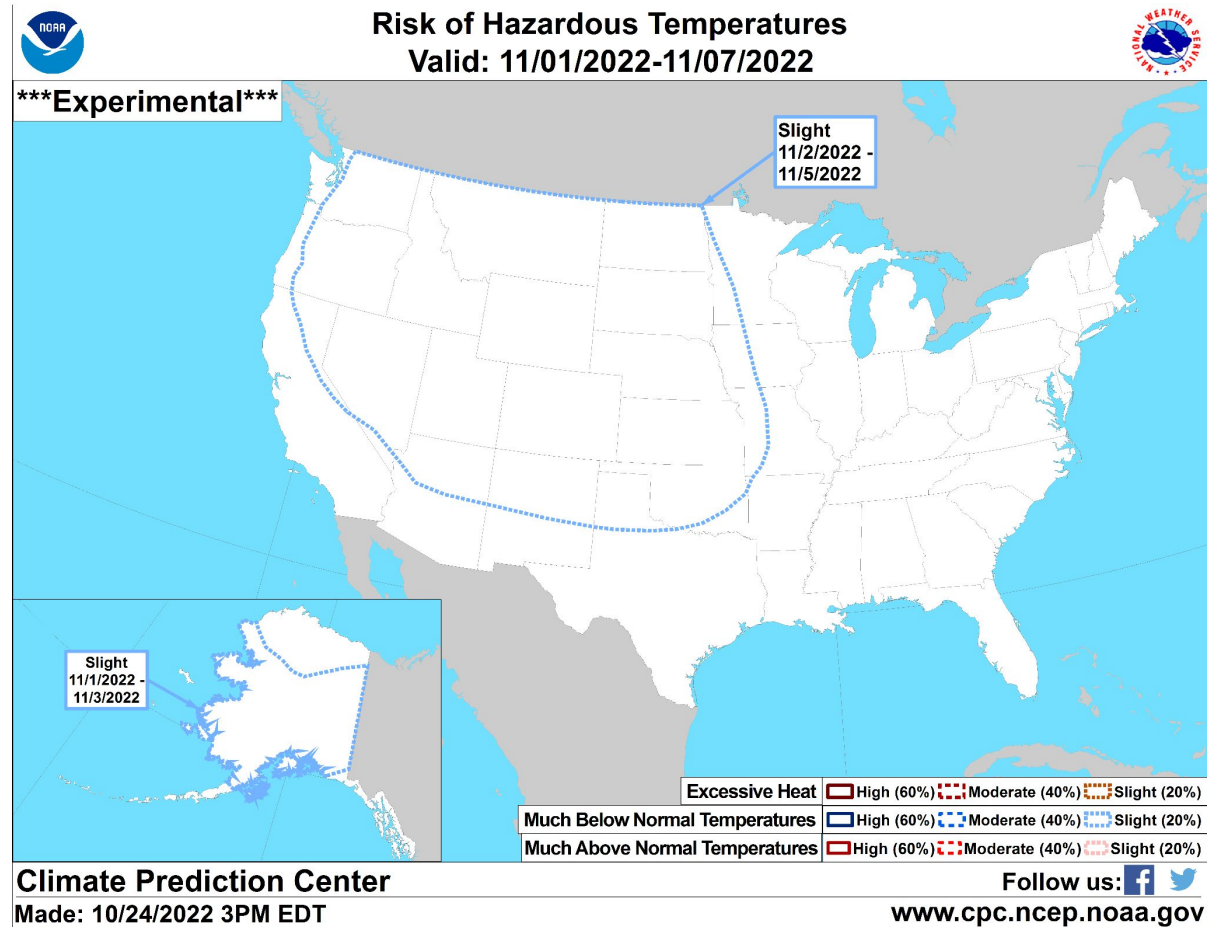 NOAA
Risk of Hazardous Temperatures
Valid: 11/01/2022-11/07/2022
NATIONAL WEATHER SERVICE
***Experimental***
Slight
11/2/2022 -
11/5/2022
Slight
11/1/2022 -
11/3/2022
Excessive Heat High (60%) Moderate (40%) Slight (20%)
Much Below Normal Temperatures High (60%) Moderate (40%) Slight (20%)
Much Above Normal Temperatures High (60%) Moderate (40%) Slight (20%)
Climate Prediction Center
Follow us: f
Made: 10/24/2022 3PM EDT
www.cpc.ncep.noaa.gov